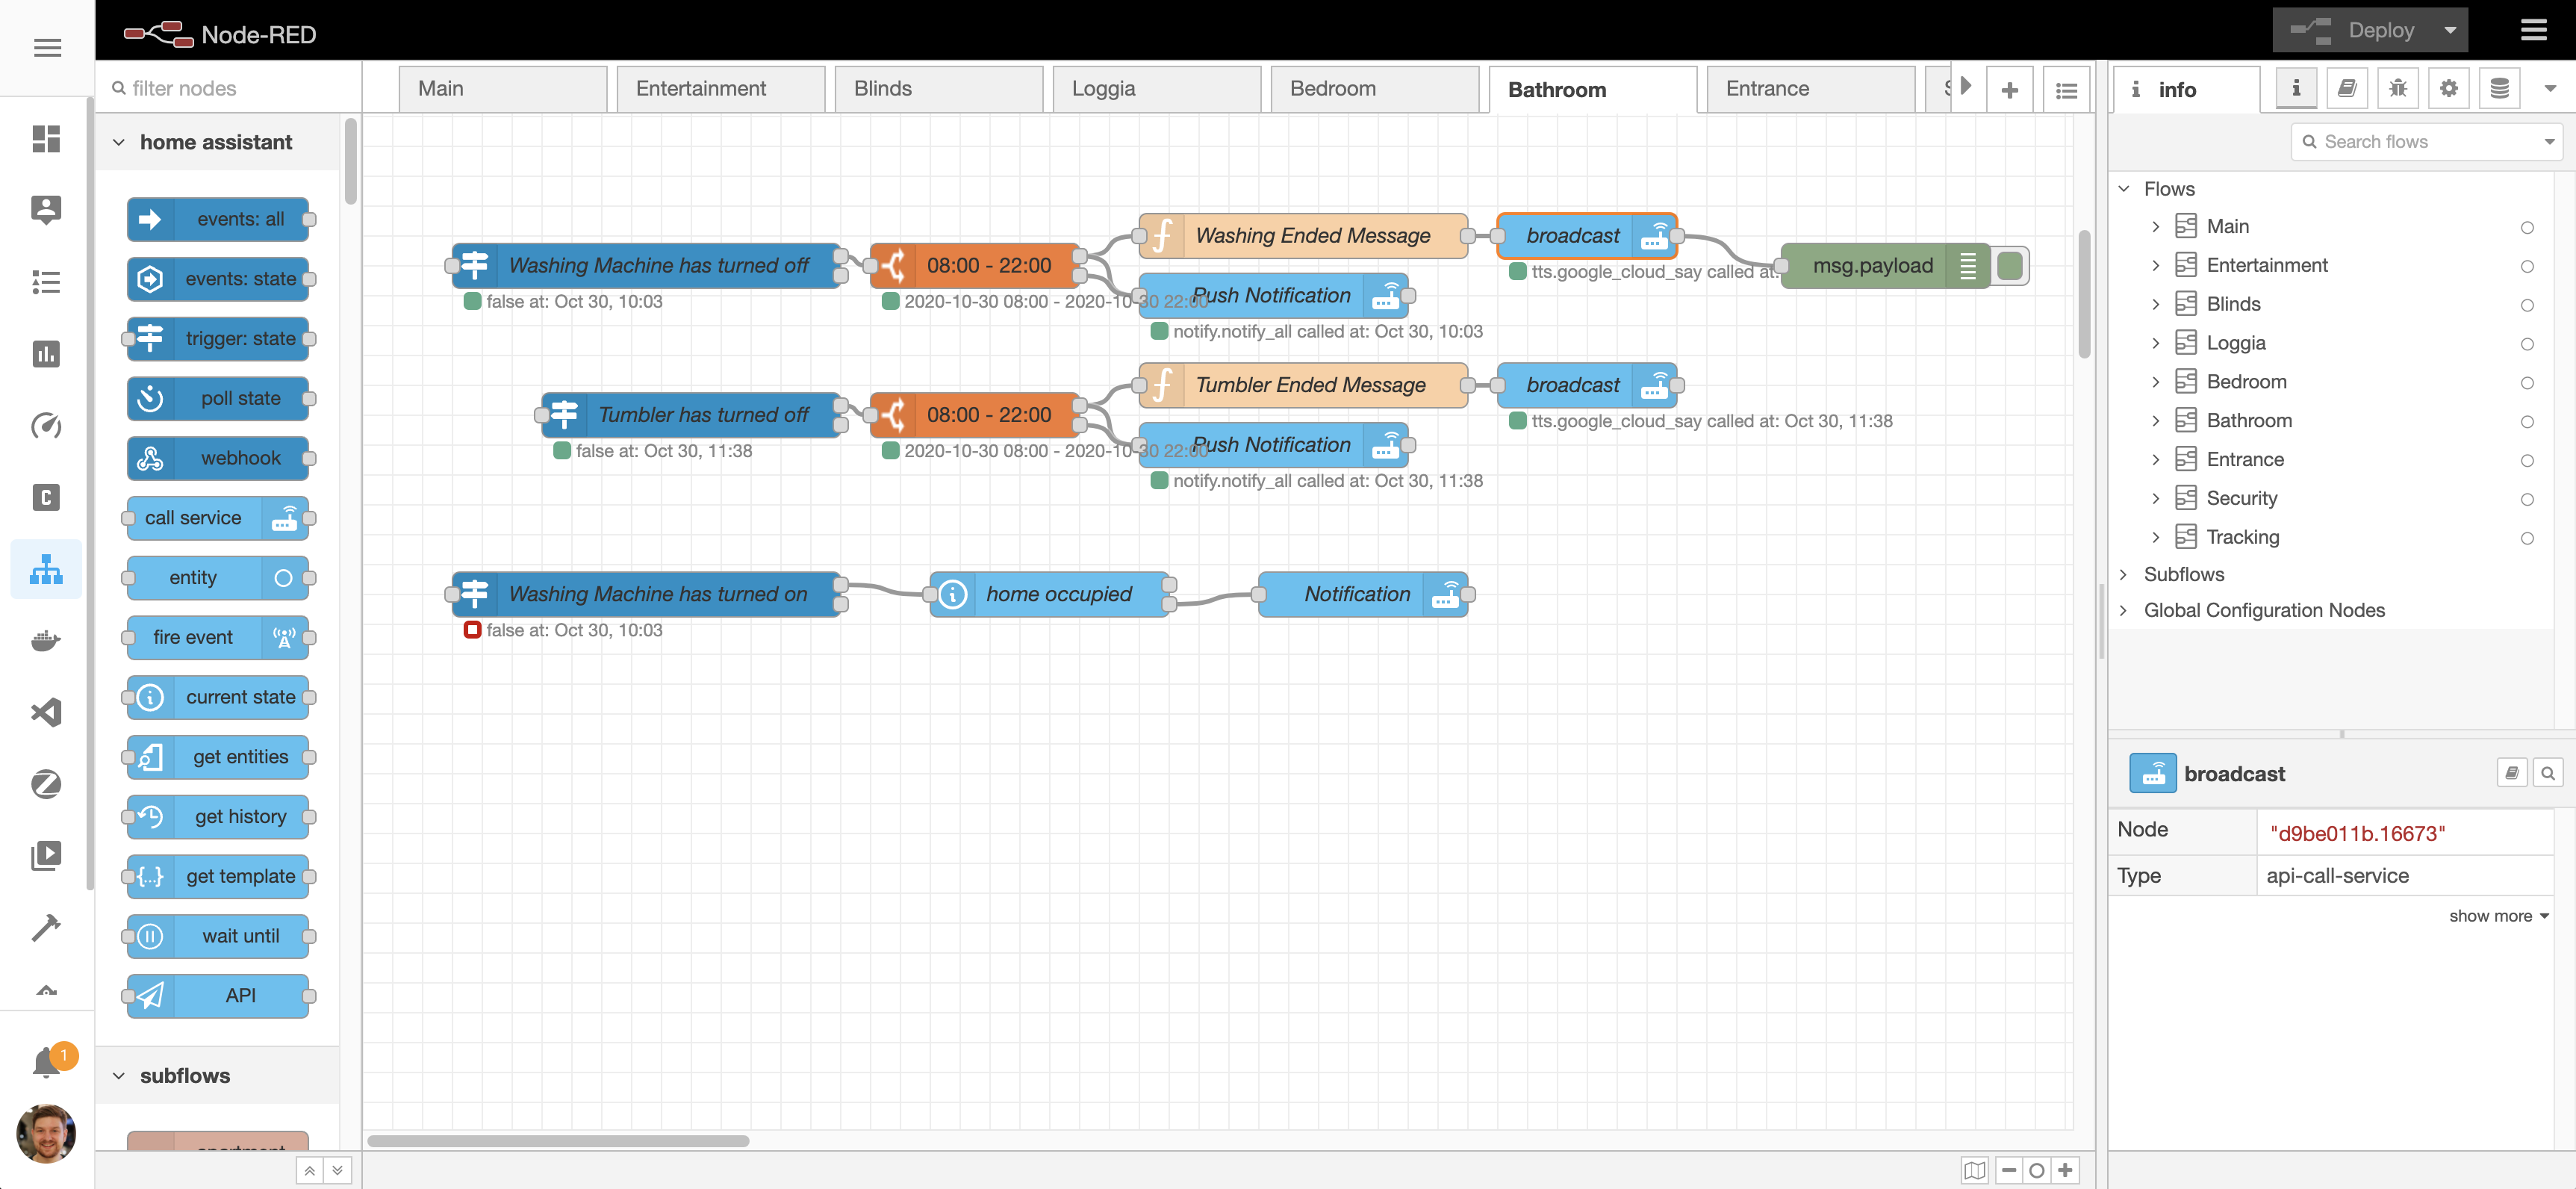 Node-RED
Deploy
filter nodes
Main
Entertainment
Blinds
Loggia
Bedroom
Bathroom
Entrance
info
home assistant
events: all
events: state
trigger: state
poll state
webhook
call service
entity
fire event
current state
get entities
get history
get template
wait until
API
subflows
1
Washing Machine has turned off
false at: Oct 30, 10:03
08:00 - 22:00
2020-10-30 08:00 - 2020-10-30 22:00
Washing Ended Message
broadcast
tts.google_cloud_say called at:
msg.payload
Push Notification
notify.notify_all called at: Oct 30, 10:03
Tumbler has turned off
false at: Oct 30, 11:38
08:00 - 22:00
2020-10-30 08:00 - 2020-10-30 22:00
Tumbler Ended Message
broadcast
tts.google_cloud_say called at: Oct 30, 11:38
Push Notification
notify.notify_all called at: Oct 30, 11:38
Washing Machine has turned on
false at: Oct 30, 10:03
home occupied
Notification
Search flows
Flows
Main
Entertainment
Blinds
Loggia
Bedroom
Bathroom
Entrance
Security
Tracking
Subflows
Global Configuration Nodes
broadcast
Node "d9be011b.16673"
Type api-call-service
show more